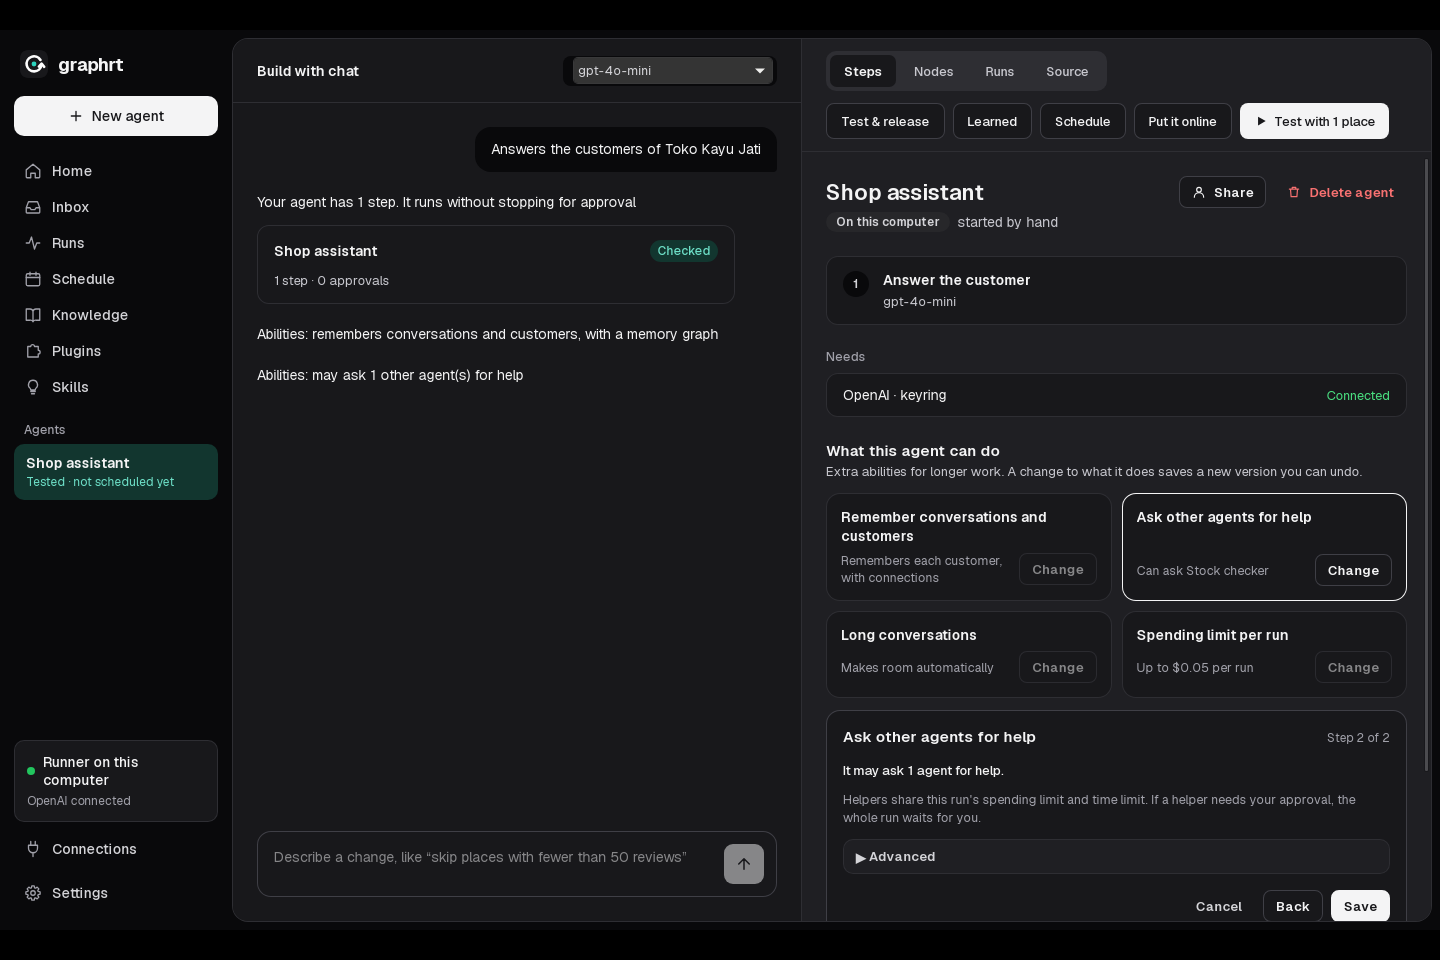 graphrt
New agent
Home
Inbox
Runs
Schedule
Knowledge
Plugins
Skills
Agents
Shop assistant
Tested · not scheduled yet
Runner on this
computer
OpenAI connected
Connections
Settings
Build with chat
gpt-4o-mini
Answers the customers of Toko Kayu Jati
Your agent has 1 step. It runs without stopping for approval
Shop assistant
Checked
1 step · 0 approvals
Abilities: remembers conversations and customers, with a memory graph
Abilities: may ask 1 other agent(s) for help
Describe a change, like “skip places with fewer than 50 reviews”
Steps
Nodes
Runs
Source
Test & release
Learned
Schedule
Put it online
Test with 1 place
Shop assistant
Share
Delete agent
On this computer
started by hand
1
Answer the customer
gpt-4o-mini
Needs
OpenAI · keyring
Connected
What this agent can do
Extra abilities for longer work. A change to what it does saves a new version you can undo.
Remember conversations and
customers
Remembers each customer,
with connections
Change
Ask other agents for help
Can ask Stock checker
Change
Long conversations
Makes room automatically
Change
Spending limit per run
Up to $0.05 per run
Change
Ask other agents for help
Step 2 of 2
It may ask 1 agent for help.
Helpers share this run's spending limit and time limit. If a helper needs your approval, the
whole run waits for you.
Advanced
Cancel
Back
Save